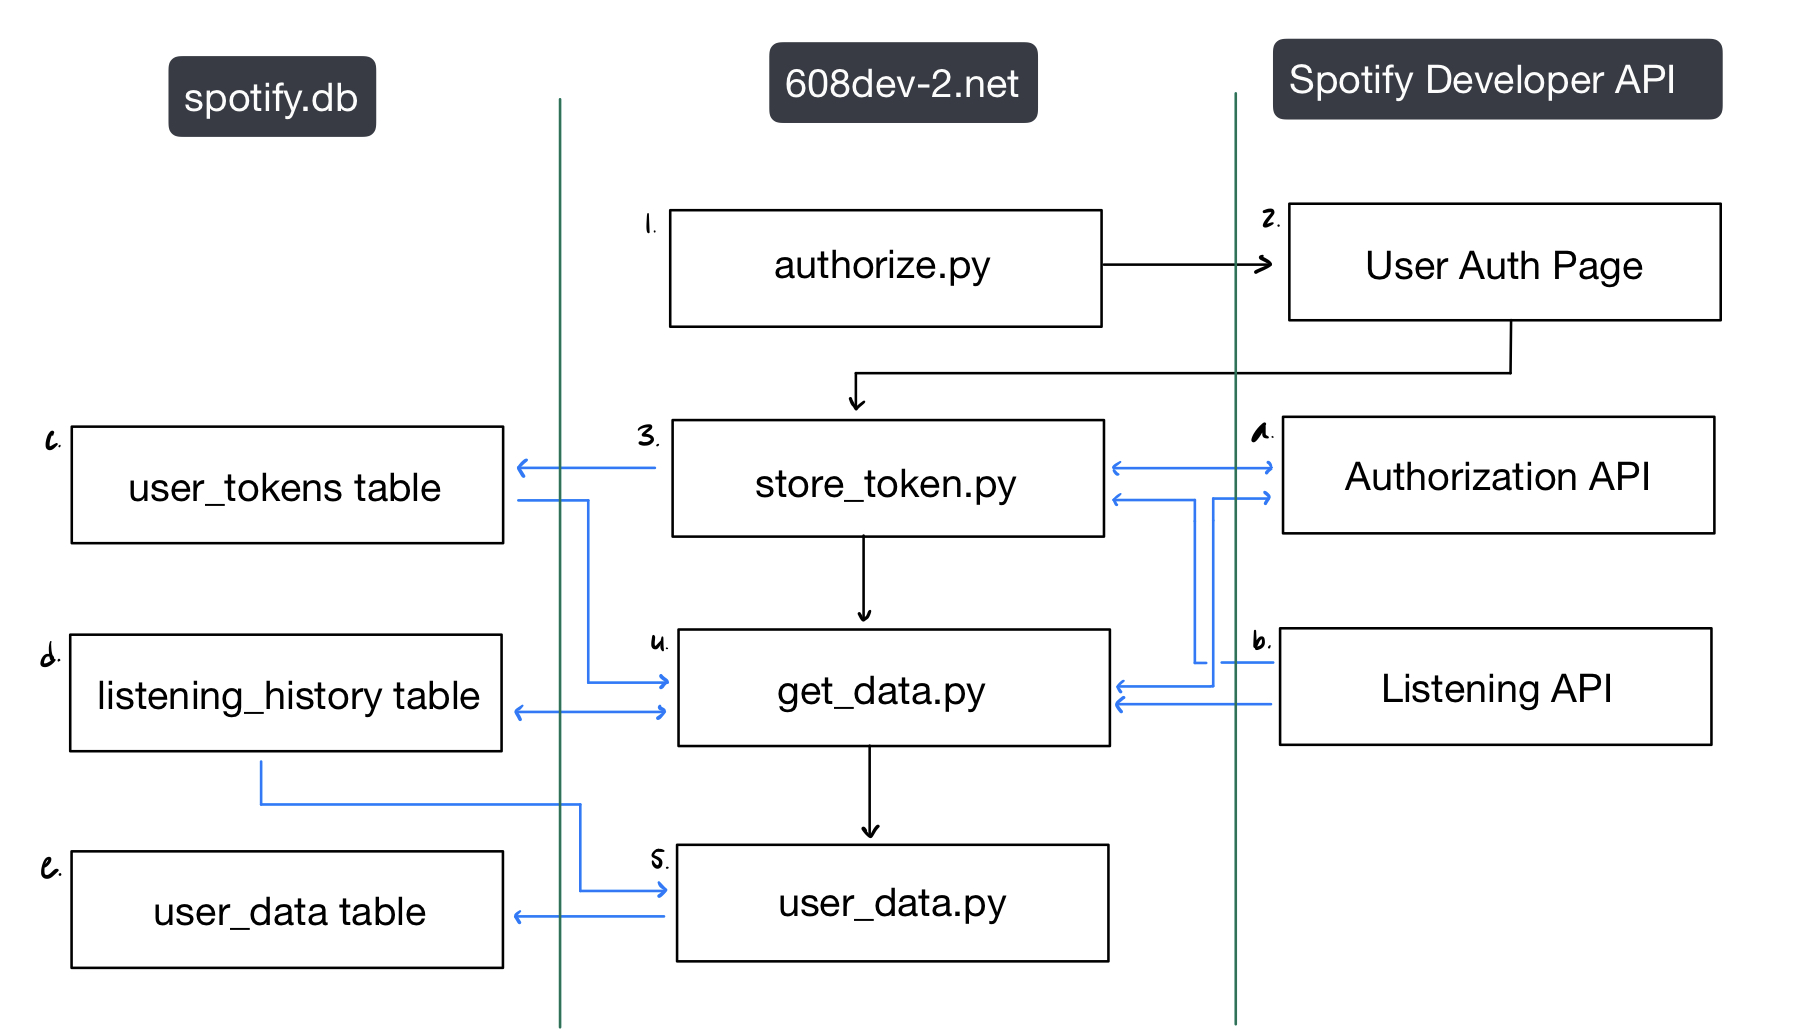 spotify.db
608dev-2.net
Spotify Developer API
1.
authorize.py
2.
User Auth Page
c.
user_tokens table
3.
store_token.py
a.
Authorization API
d.
listening_history table
4.
get_data.py
b.
Listening API
e.
user_data table
5.
user_data.py